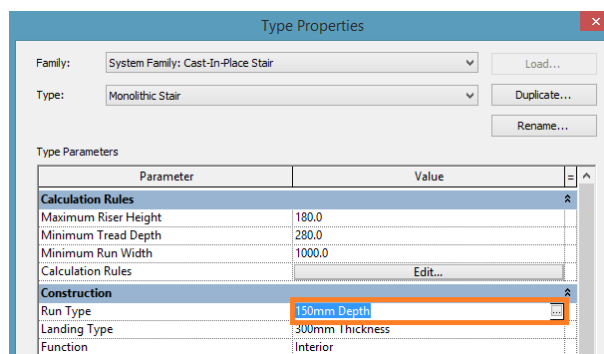 Type Properties
Family: System Family: Cast-In-Place Stair Load...
Type: Monolithic Stair Duplicate...
Rename...
Type Parameters
Parameter Value =
Calculation Rules
Maximum Riser Height 180.0
Minimum Tread Depth 280.0
Minimum Run Width 1000.0
Calculation Rules Edit...
Construction
Run Type 150mm Depth ...
Landing Type 300mm Thickness
Function Interior